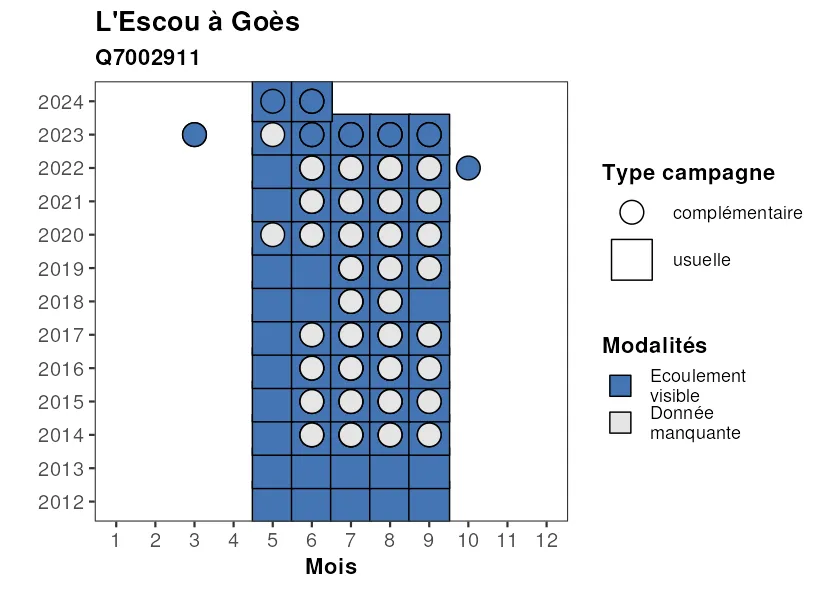 L'Escou à Goès
Q7002911
2024
2023
2022
2021
2020
2019
2018
2017
2016
2015
2014
2013
2012
1 2 3 4 5 6 7 8 9 10 11 12
Mois
Type campagne
complémentaire
usuelle
Modalités
Ecoulement
visible
Donnée
manquante